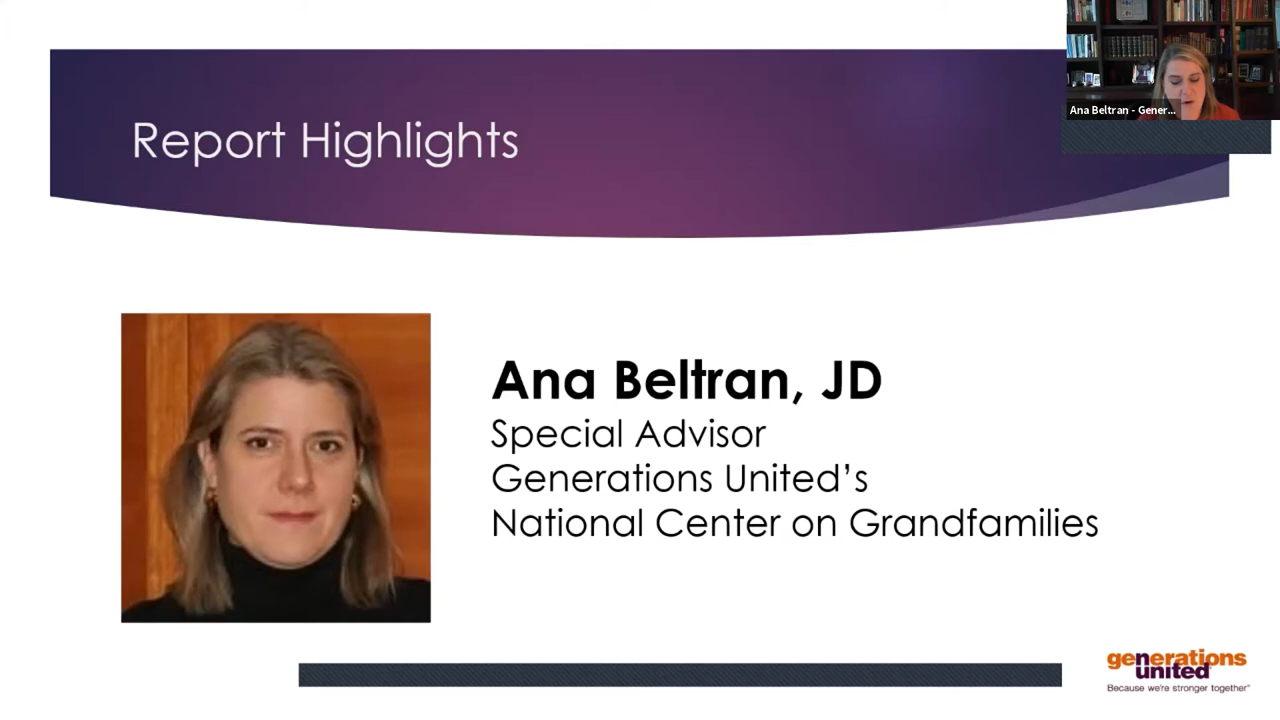 Report Highlights
Ana Beltran - Gener...
Ana Beltran, JD
Special Advisor
Generations United’s
National Center on Grandfamilies
generations
united
Because we're stronger together®